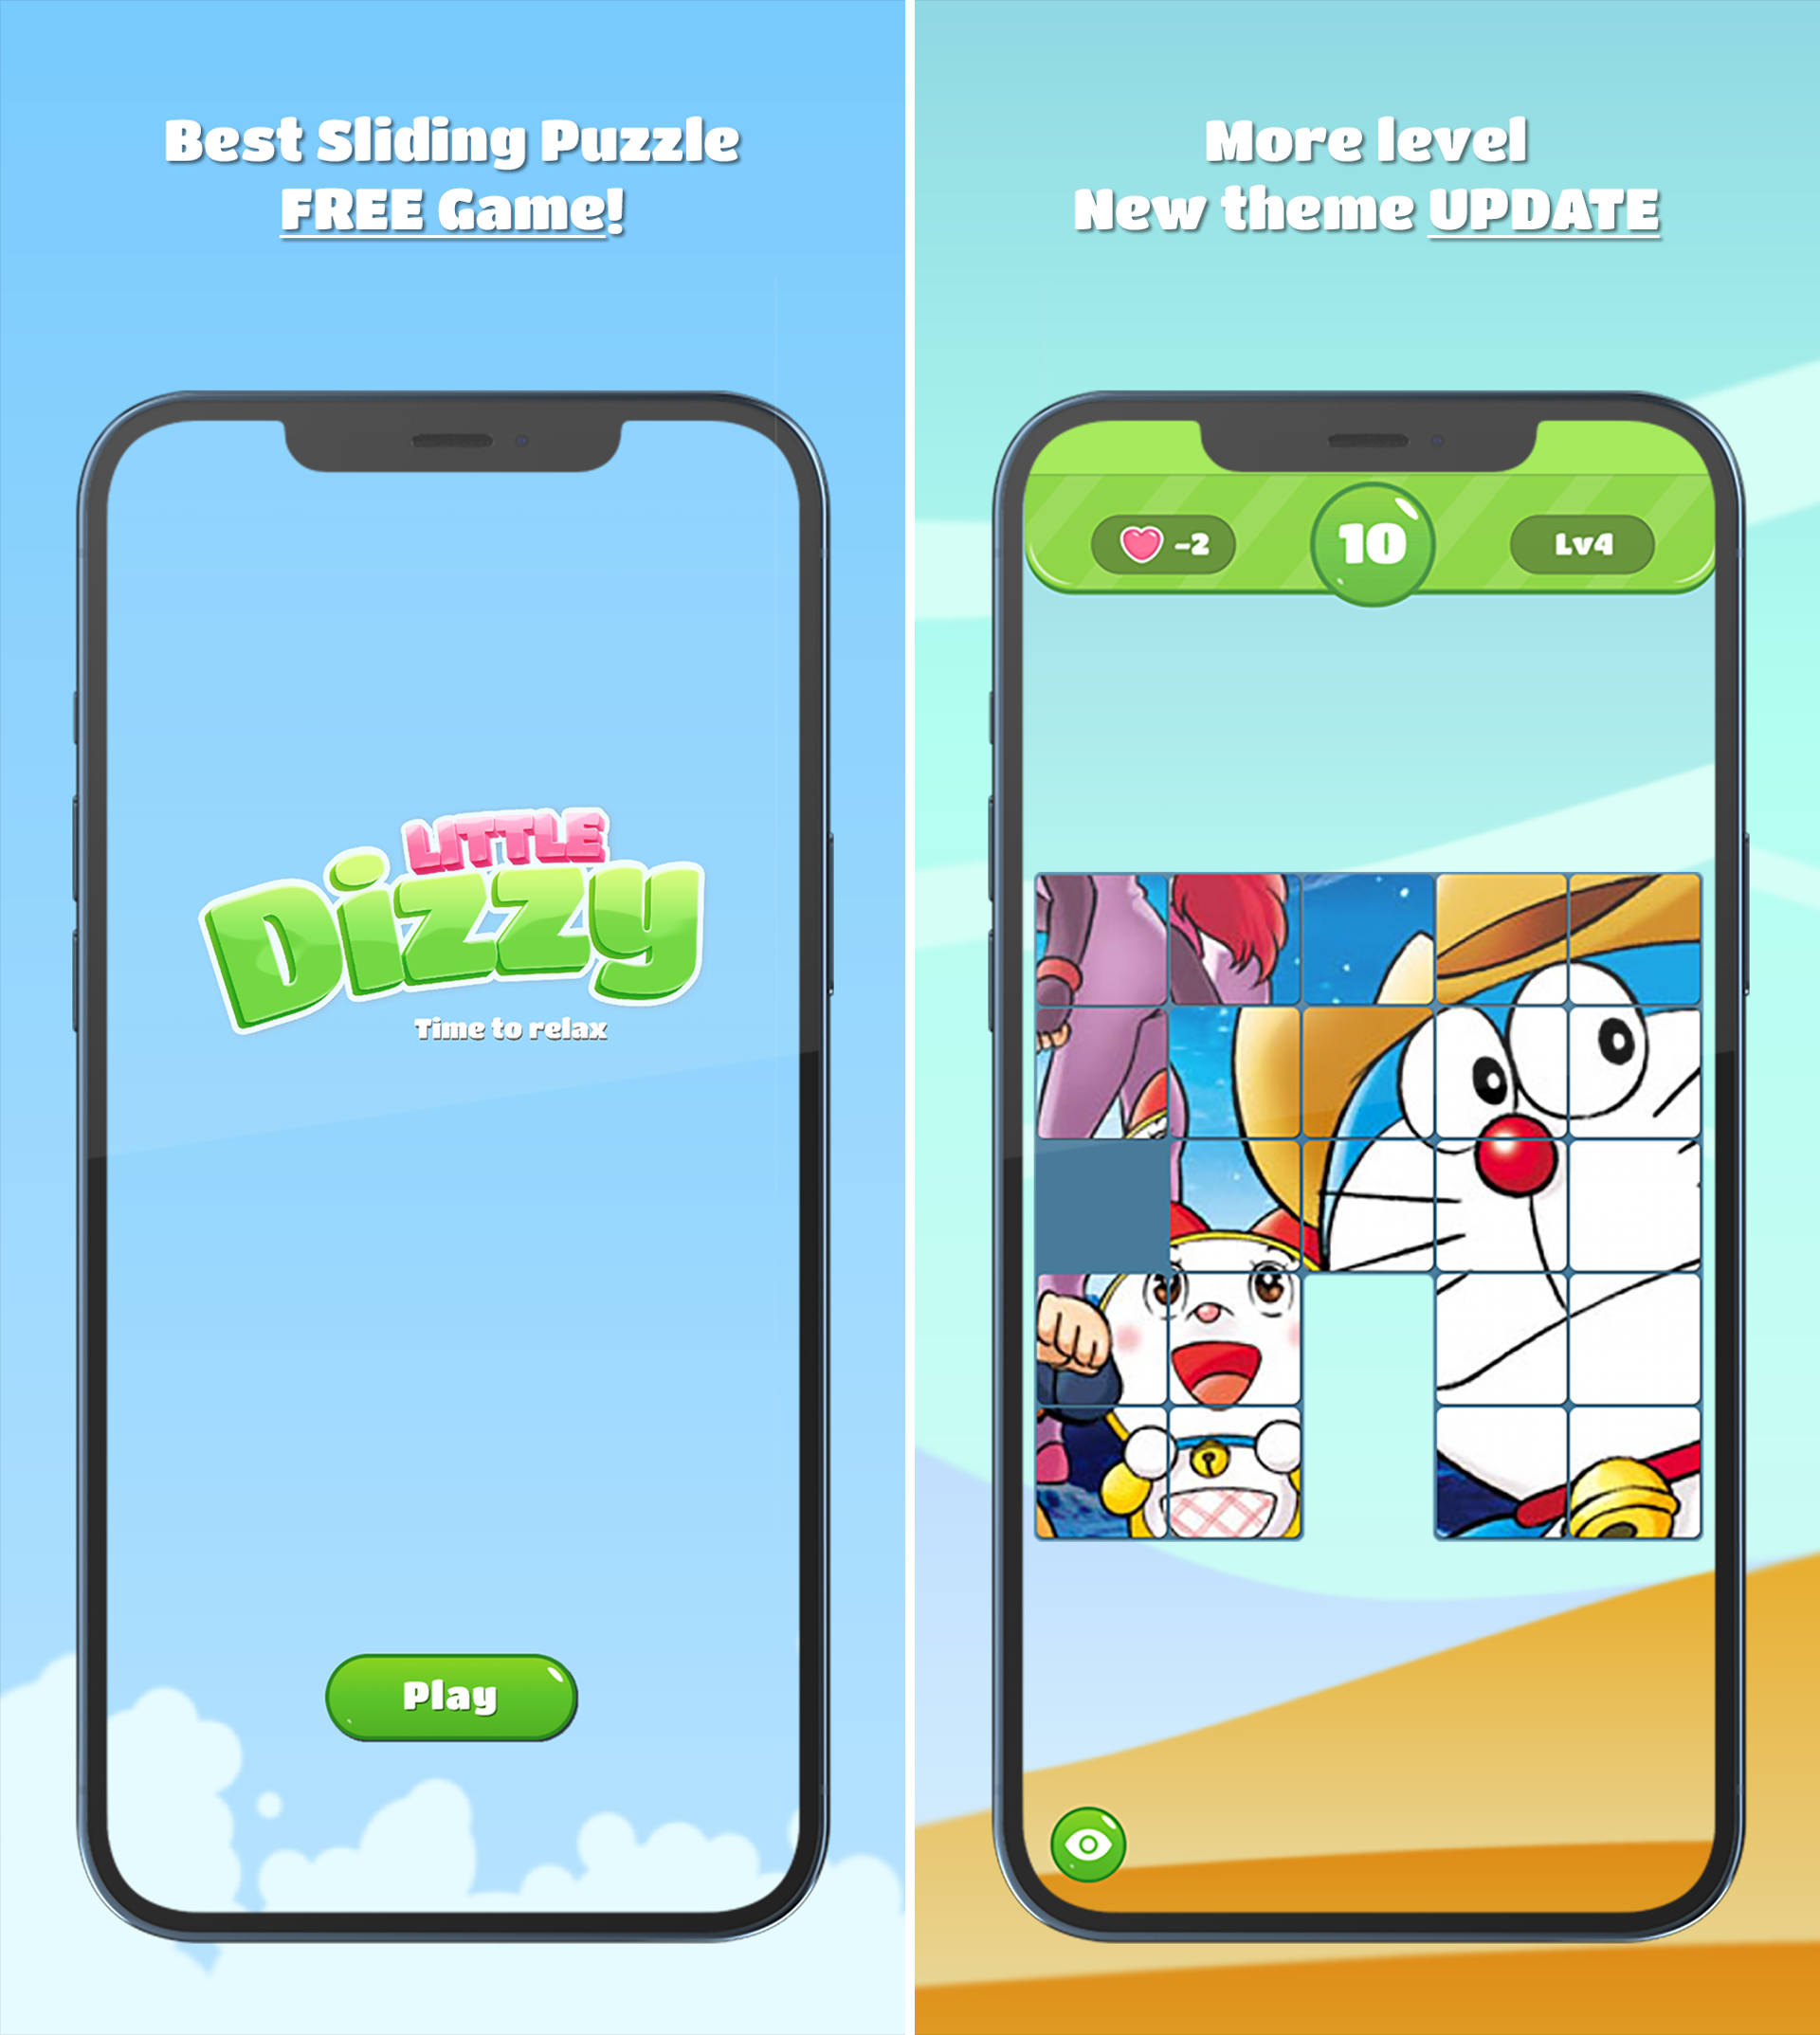 Best Sliding Puzzle
FREE Game!
LITTLE
Dizzy
Time to relax
Play
More level
New theme UPDATE
-2
10
Lv4